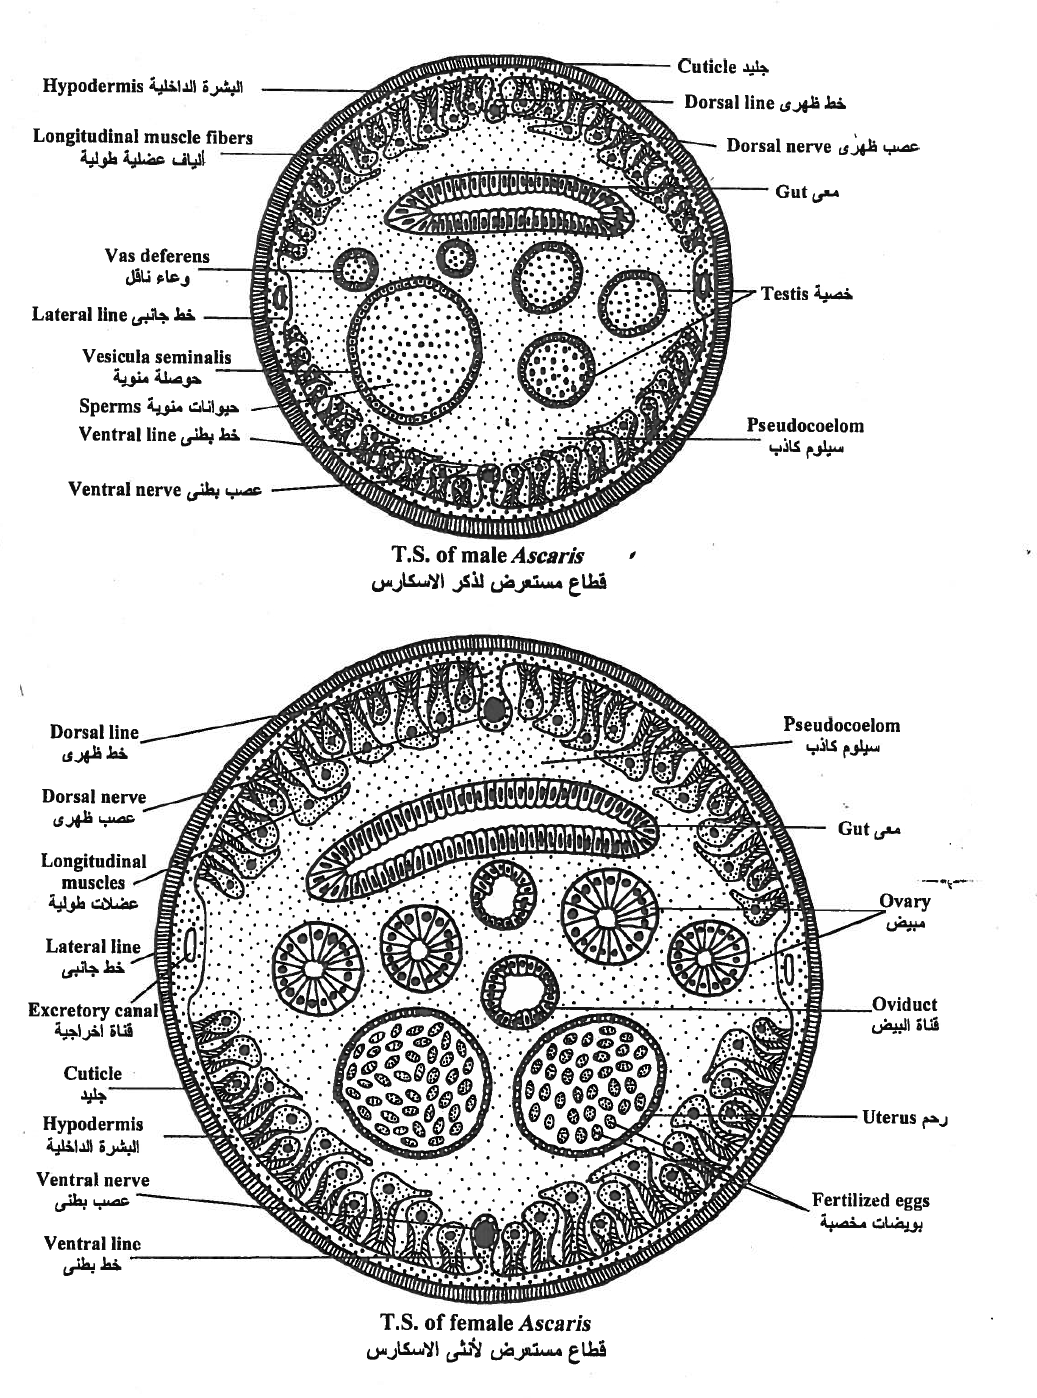 Cuticle جليد
Hypodermis البشرة الداخلية
Dorsal line خط ظهرى
Longitudinal muscle fibers
ألياف عضلية طولية
Dorsal nerve عصب ظهرى
Gut معى
Vas deferens
وعاء ناقل
Testis خصية
Lateral line خط جانبى
Vesicula seminalis
حوصلة منوية
Sperms حيوانات منوية
Ventral line خط بطنى
Pseudocoelom
سيلوم كاذب
Ventral nerve عصب بطنى
T.S. of male Ascaris
قطاع مستعرض لذكر الاسكارس
Dorsal line
خط ظهرى
Pseudocoelom
سيلوم كاذب
Dorsal nerve
عصب ظهرى
Gut معى
Longitudinal
muscles
عضلات طولية
Ovary
مبيض
Lateral line
خط جانبى
Excretory canal
قناة اخراجية
Oviduct
قناة البيض
Cuticle
جليد
Hypodermis
البشرة الداخلية
Uterus رحم
Ventral nerve
عصب بطنى
Fertilized eggs
بويضات مخصبة
Ventral line
خط بطنى
T.S. of female Ascaris
قطاع مستعرض لأنثى الاسكارس